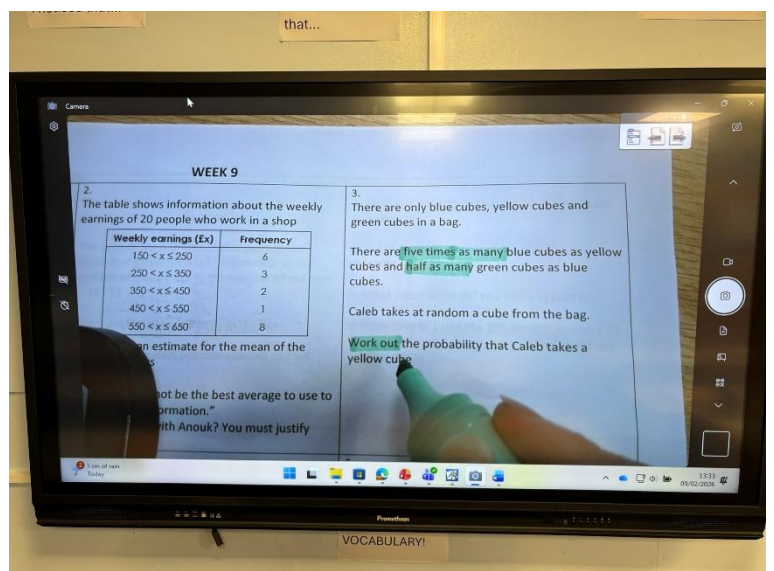 that...
Camera
WEEK 9
2.
The table shows information about the weekly
earnings of 20 people who work in a shop
Weekly earnings (£x) Frequency
150 < x ≤ 250 6
250 < x ≤ 350 3
350 < x ≤ 450 2
450 < x ≤ 550 1
550 < x ≤ 650 8
an estimate for the mean of the
not be the best average to use to
ormation."
with Anouk? You must justify
3.
There are only blue cubes, yellow cubes and
green cubes in a bag.
There are five times as many blue cubes as yellow
cubes and half as many green cubes as blue
cubes.
Caleb takes at random a cube from the bag.
Work out the probability that Caleb takes a
yellow cube
1 cm of rain
Today
13:33
09/02/2026
Promethean
VOCABULARY!